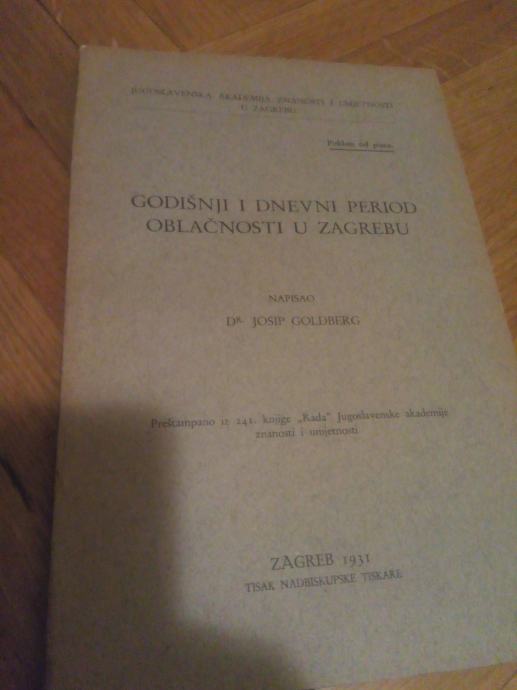 JUGOSLAVENSKA AKADEMIJA ZNANOSTI I UMJETNOSTI
U ZAGREBU
Poklon od pisca.
GODIŠNJI I DNEVNI PERIOD
OBLAČNOSTI U ZAGREBU
NAPISAO
DR. JOSIP GOLDBERG
Preštampano iz 241. knjige „Rada” Jugoslavenske akademije
znanosti i umjetnosti
ZAGREB 1931
TISAK NADBISKUPSKE TISKARE